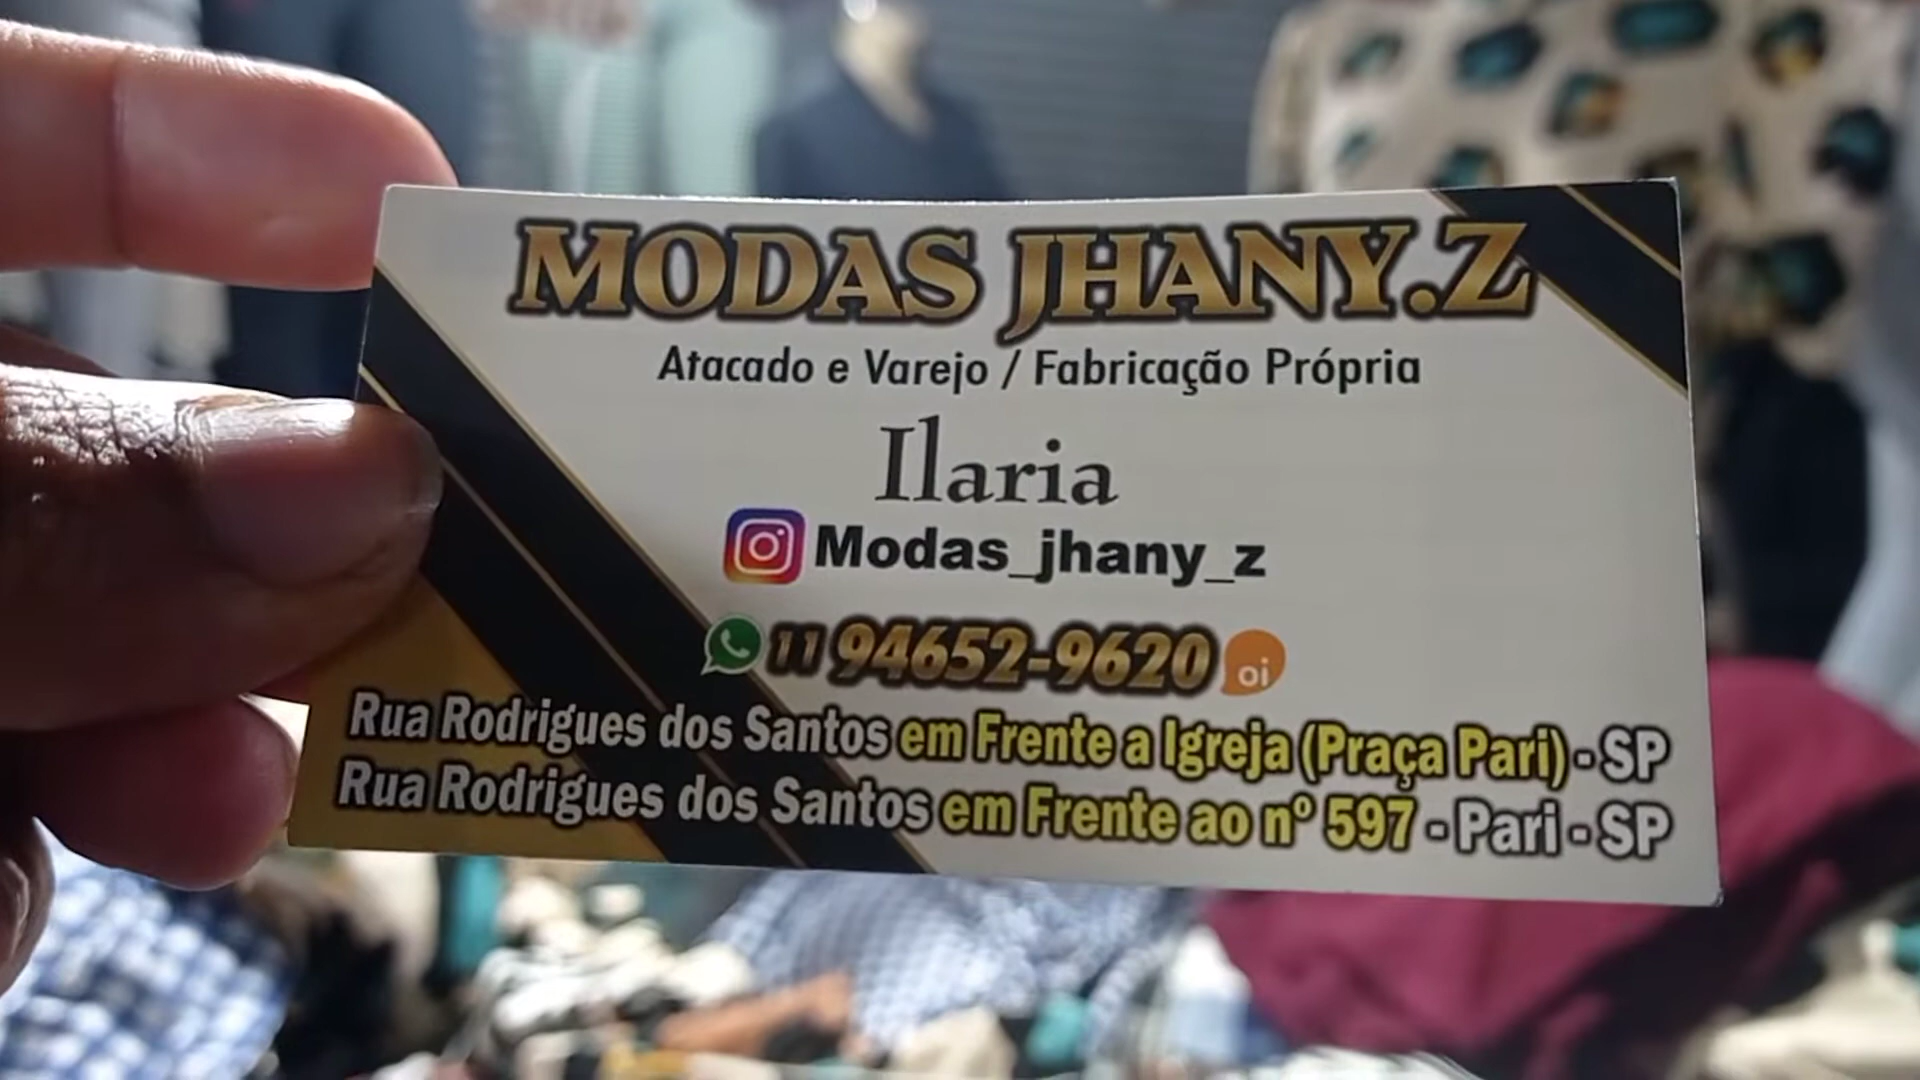 MODAS JHANY.Z
Atacado e Varejo / Fabricação Própria
Ilaria
Modas_jhany_z
11 94652-9620 oi
Rua Rodrigues dos Santos em Frente a Igreja (Praça Pari) - SP
Rua Rodrigues dos Santos em Frente ao nº 597 - Pari - SP